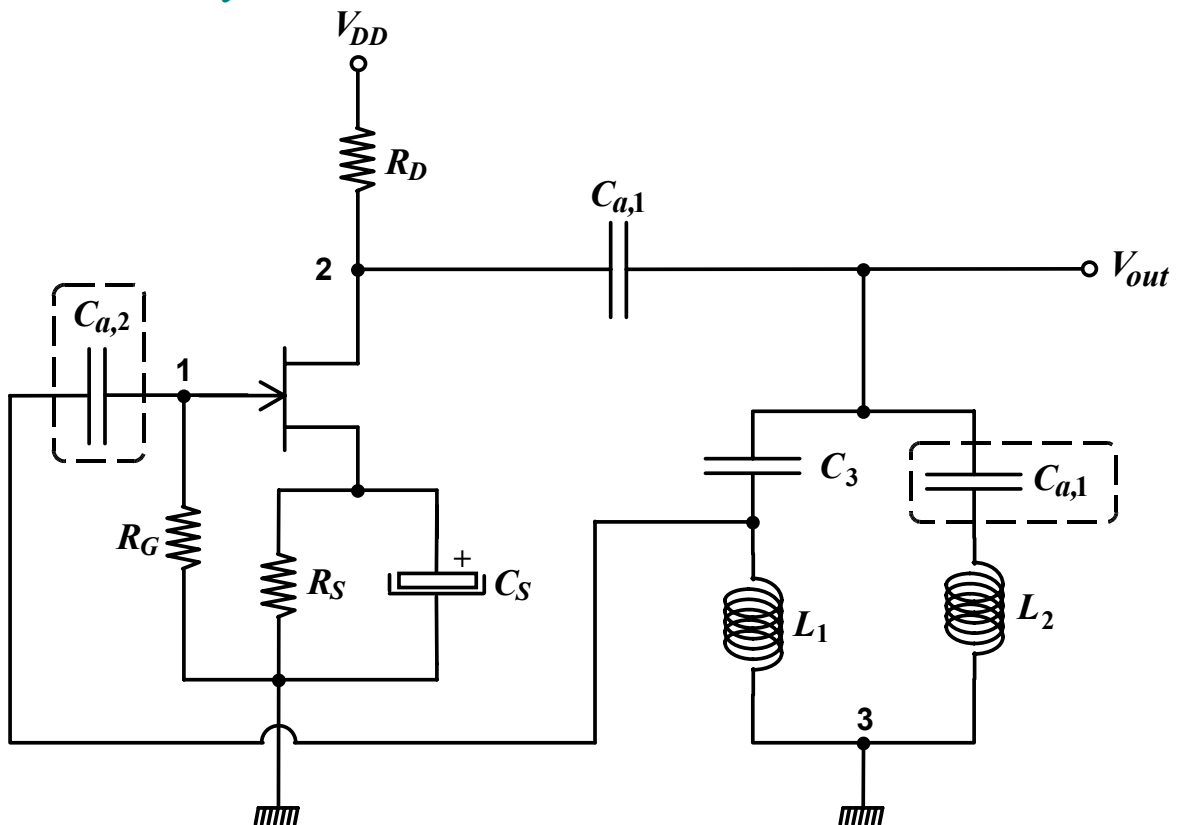 V_DD
R_D
C_a,1
2
V_out
C_a,2
1
C_3
C_a,1
R_G
R_S
+
C_S
L_1
L_2
3